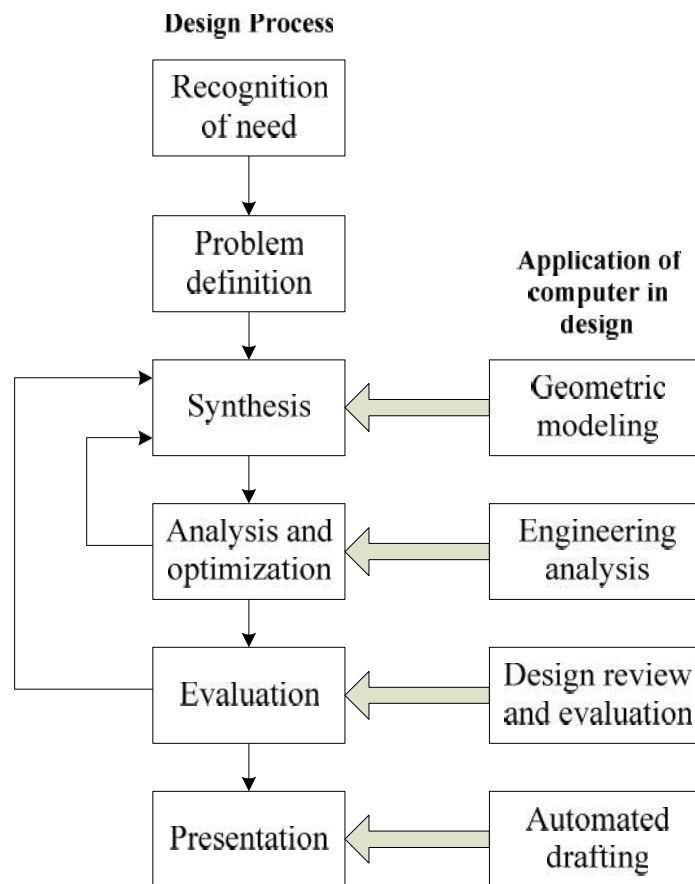 Design Process
Recognition
of need
Problem
definition
Application of
computer in
design
Synthesis
Geometric
modeling
Analysis and
optimization
Engineering
analysis
Evaluation
Design review
and evaluation
Presentation
Automated
drafting